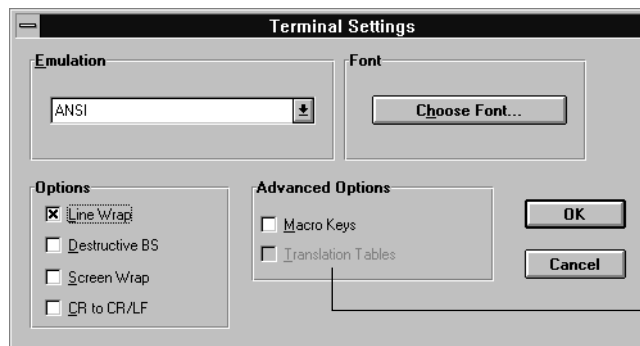 Terminal Settings
Emulation
ANSI
Font
Choose Font...
Options
Line Wrap
Destructive BS
Screen Wrap
CR to CR/LF
Advanced Options
Macro Keys
Translation Tables
OK
Cancel